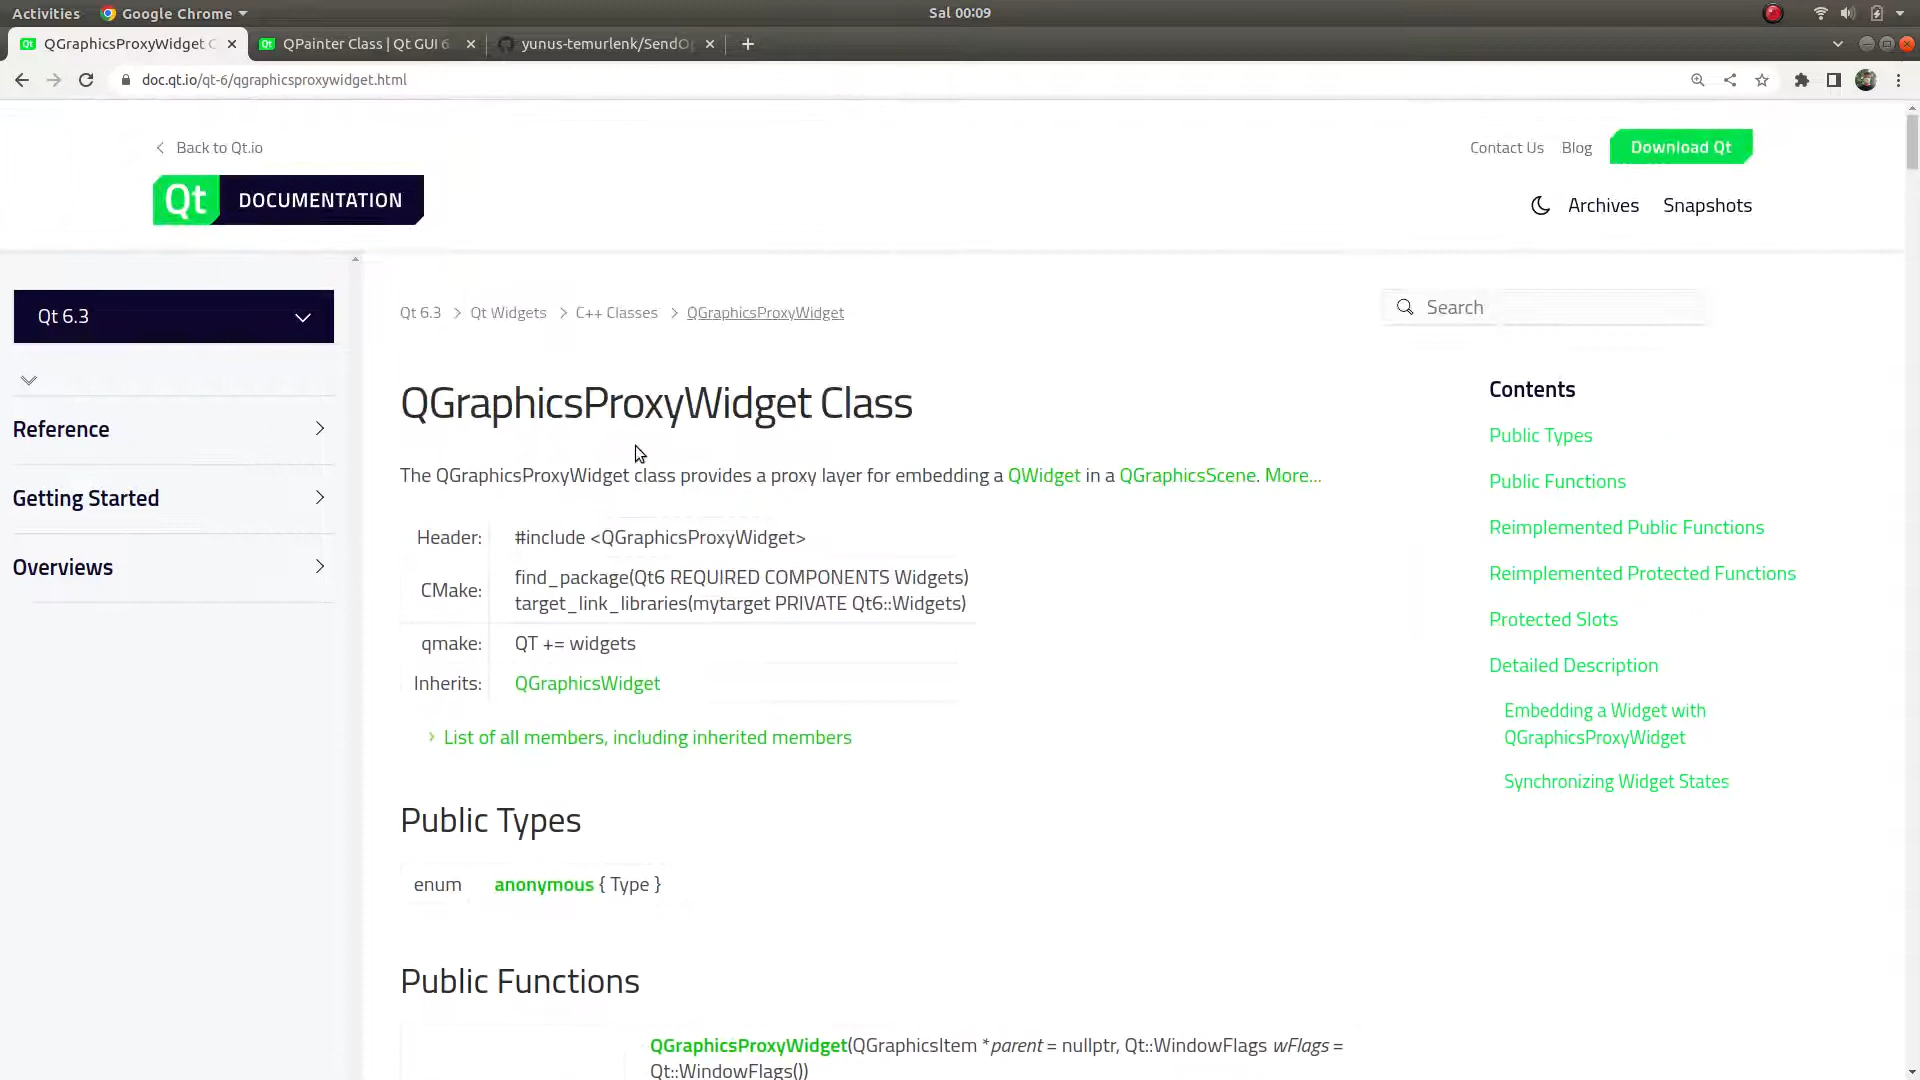 Activities Google Chrome Sal 00:09
QGraphicsProxyWidget C QPainter Class | Qt GUI 6 yunus-temurlenk/SendOp
doc.qt.io/qt-6/qgraphicsproxywidget.html
Back to Qt.io Contact Us Blog Download Qt
Qt DOCUMENTATION Archives Snapshots
Qt 6.3
Reference
Getting Started
Overviews
Qt 6.3 > Qt Widgets > C++ Classes > QGraphicsProxyWidget
Search
QGraphicsProxyWidget Class
The QGraphicsProxyWidget class provides a proxy layer for embedding a QWidget in a QGraphicsScene. More...
Header: #include <QGraphicsProxyWidget>
CMake: find_package(Qt6 REQUIRED COMPONENTS Widgets)
target_link_libraries(mytarget PRIVATE Qt6::Widgets)
qmake: QT += widgets
Inherits: QGraphicsWidget
› List of all members, including inherited members
Public Types
enum anonymous { Type }
Public Functions
QGraphicsProxyWidget(QGraphicsItem *parent = nullptr, Qt::WindowFlags wFlags =
Qt::WindowFlags())
Contents
Public Types
Public Functions
Reimplemented Public Functions
Reimplemented Protected Functions
Protected Slots
Detailed Description
Embedding a Widget with
QGraphicsProxyWidget
Synchronizing Widget States